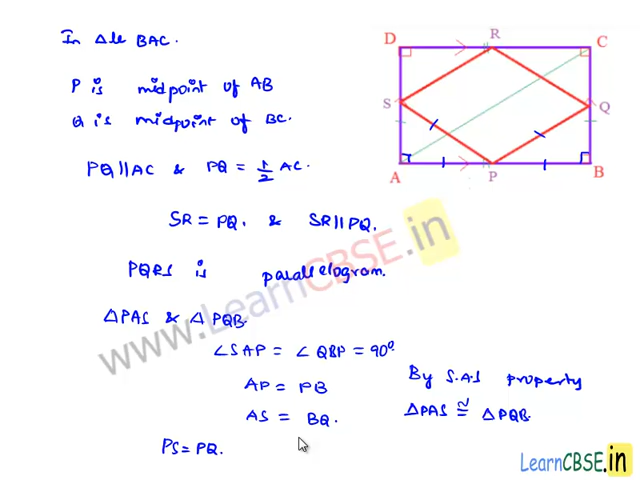 In Δle BAC.
P is midpoint of AB
Q is midpoint of BC.
PQ || AC & PQ = 1/2 AC.
SR = PQ, & SR || PQ.
PQRS is parallelogram.
ΔPAS & ΔPQB.
∠SAP = ∠QBP = 90°
AP = PB
AS = BQ.
PS = PQ.
By S.A.S property
ΔPAS ≅ ΔPQB.
D R C
S Q
A P B
www.LearnCBSE.in
LearnCBSE.in